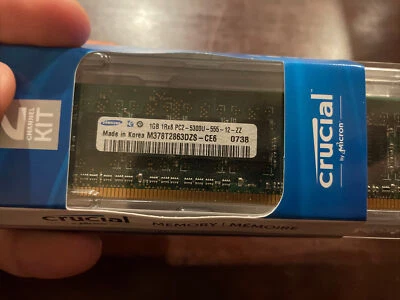 2
CHANNEL
KIT
SAMSUNG
1GB 1Rx8 PC2-5300U-555-12-ZZ
Made in Korea M378T2863DZS-CE6 0738
crucial
by Micron
crucial
MEMORY / MÉMOIRE